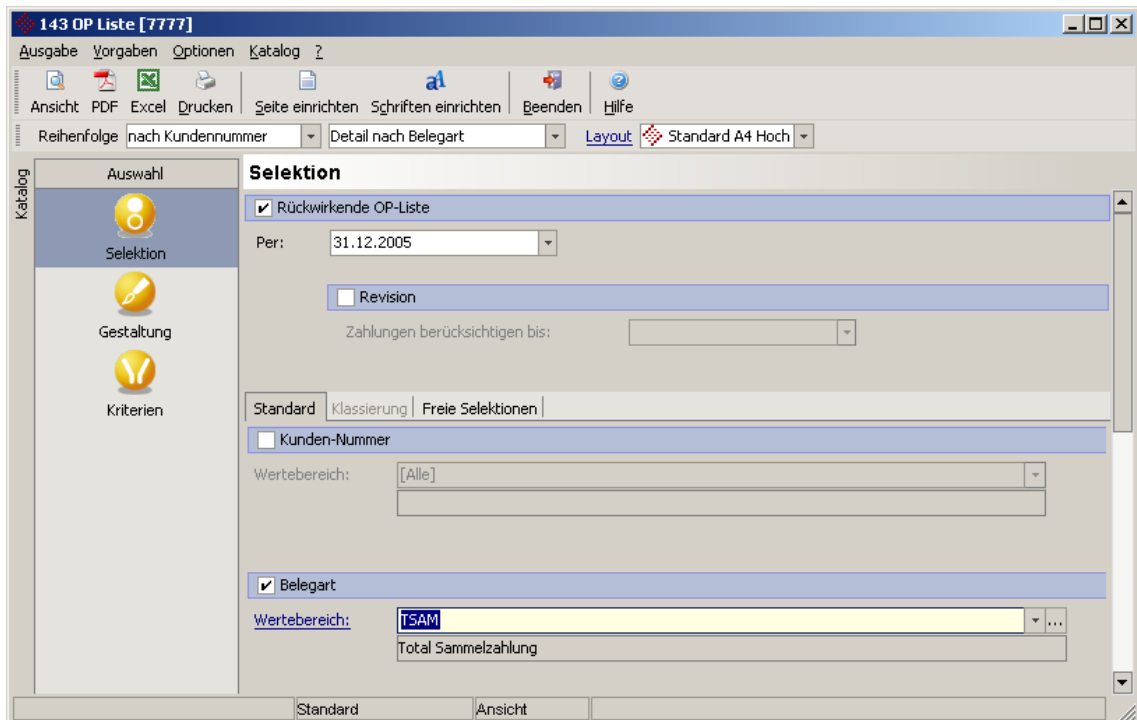 143 OP Liste [7777]
Ausgabe Vorgaben Optionen Katalog ?
Ansicht PDF Excel Drucken Seite einrichten Schriften einrichten Beenden Hilfe
Reihenfolge nach Kundennummer Detail nach Belegart Layout Standard A4 Hoch
Katalog
Auswahl
Selektion
Gestaltung
Kriterien
Selektion
Rückwirkende OP-Liste
Per: 31.12.2005
Revision
Zahlungen berücksichtigen bis:
Standard Klassierung Freie Selektionen
Kunden-Nummer
Wertebereich: [Alle]
Belegart
Wertebereich: TSAM ...
Total Sammelzahlung
Standard Ansicht